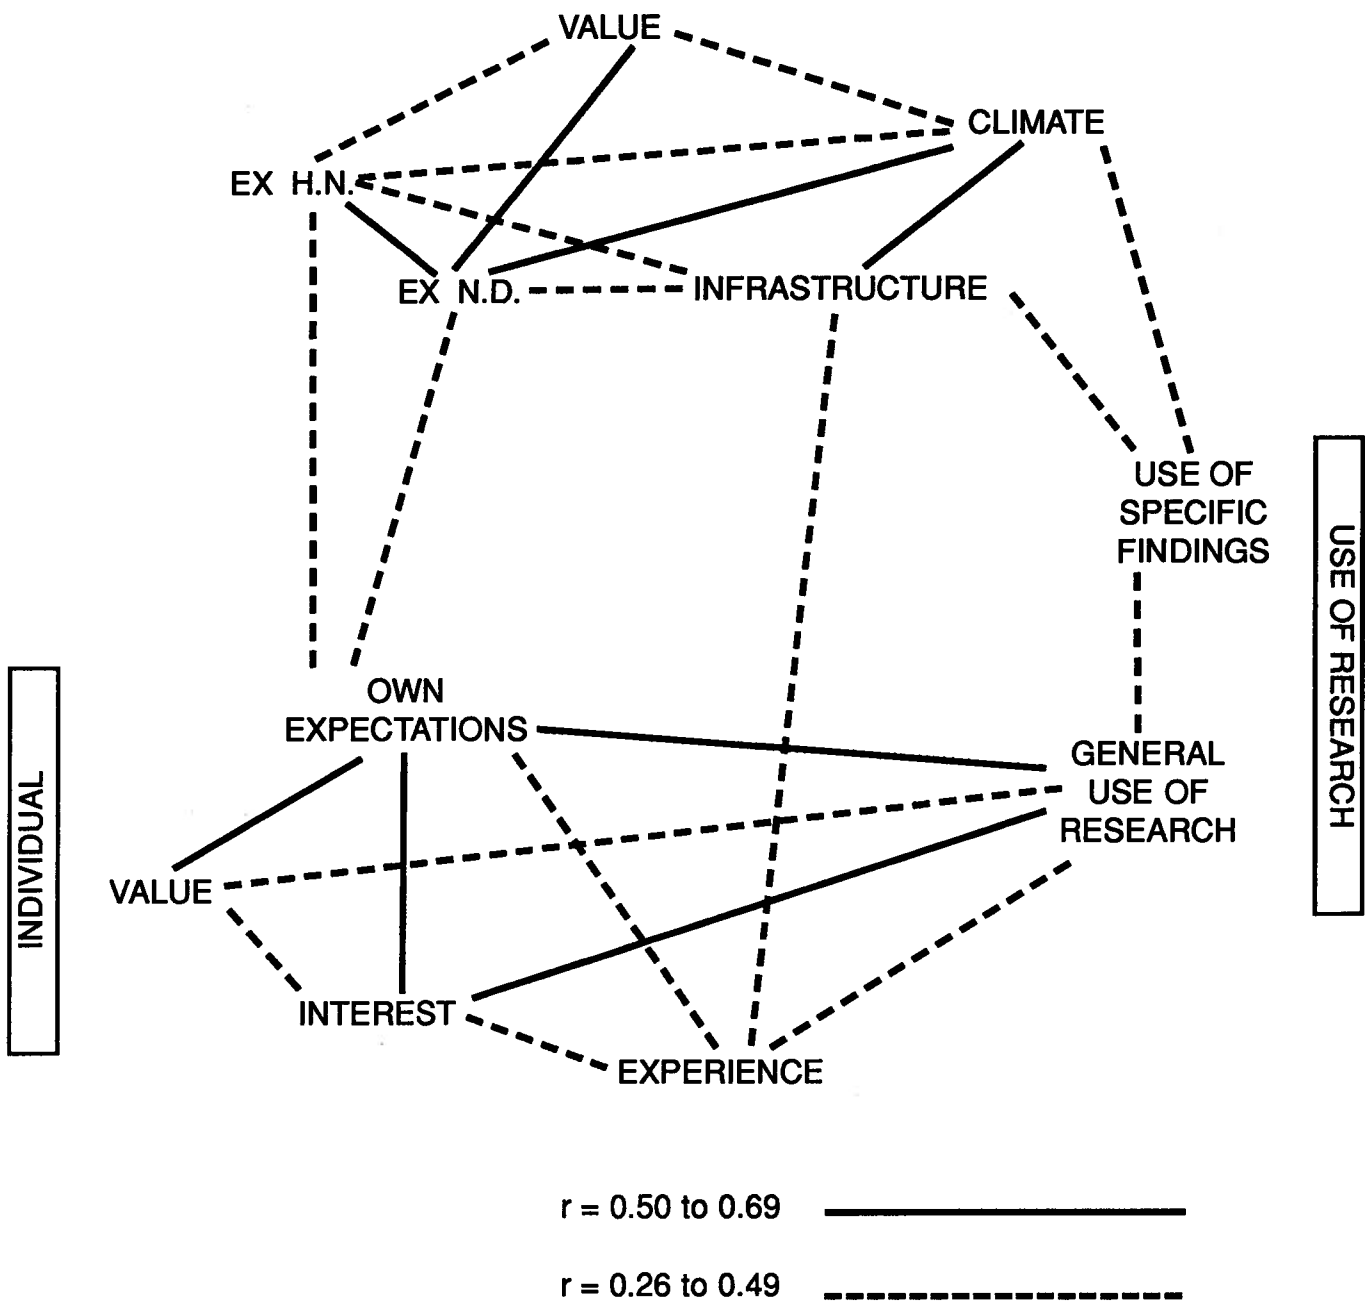 VALUE
CLIMATE
EX H.N.
EX N.D.
INFRASTRUCTURE
USE OF
SPECIFIC
FINDINGS
USE OF RESEARCH
OWN
EXPECTATIONS
GENERAL
USE OF
RESEARCH
INDIVIDUAL
VALUE
INTEREST
EXPERIENCE
r = 0.50 to 0.69
r = 0.26 to 0.49